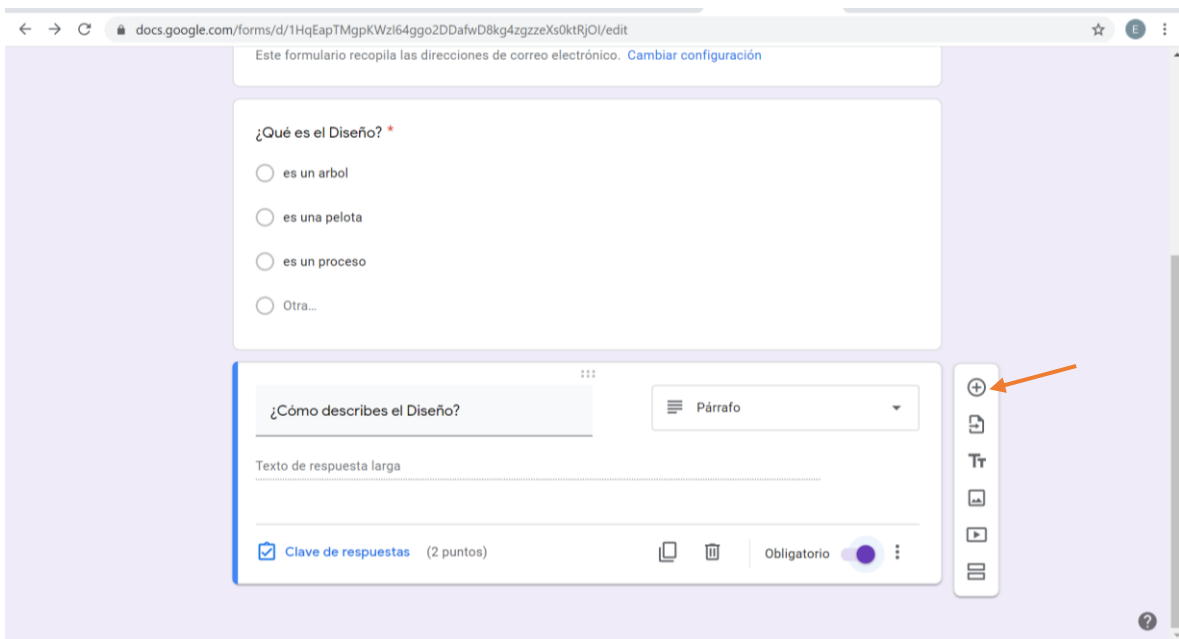 docs.google.com/forms/d/1HqEapTMgpKWzI64ggo2DDafwD8kg4zgzzeXs0ktRjOI/edit
E
Este formulario recopila las direcciones de correo electrónico. Cambiar configuración
¿Qué es el Diseño? *
es un arbol
es una pelota
es un proceso
Otra...
¿Cómo describes el Diseño?
Párrafo
Texto de respuesta larga
Clave de respuestas (2 puntos)
Obligatorio
Tт